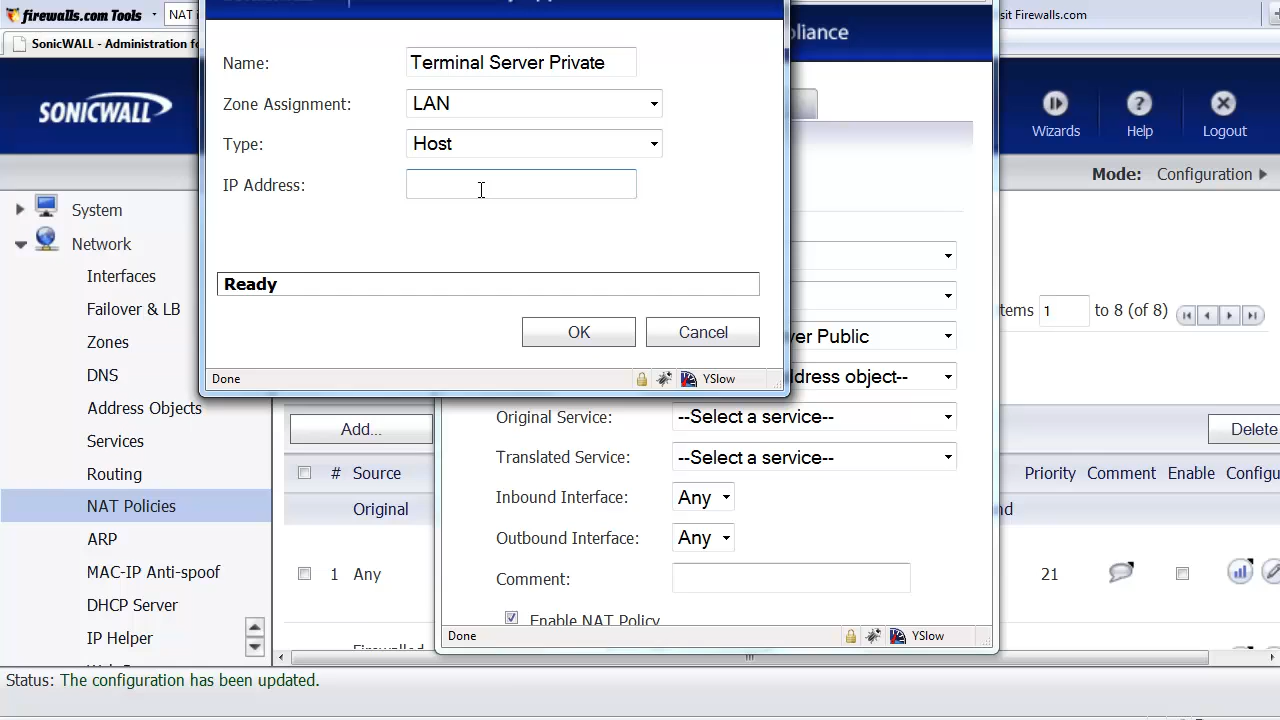 firewalls.com Tools
NAT
sit Firewalls.com
SonicWALL - Administration fo
pliance
SONICWALL
Wizards
Help
Logout
Mode: Configuration
Name: Terminal Server Private
Zone Assignment: LAN
Type: Host
IP Address:
Ready
OK
Cancel
Done
YSlow
System
Network
Interfaces
Failover & LB
Zones
DNS
Address Objects
Services
Routing
NAT Policies
ARP
MAC-IP Anti-spoof
DHCP Server
IP Helper
tems 1 to 8 (of 8)
ver Public
ddress object--
Original Service: --Select a service--
Translated Service: --Select a service--
Inbound Interface: Any
Outbound Interface: Any
Comment:
Enable NAT Policy
Done
YSlow
Add...
Delete
# Source
Priority Comment Enable Configu
Original
nd
1 Any
21
Firewalled
Status: The configuration has been updated.